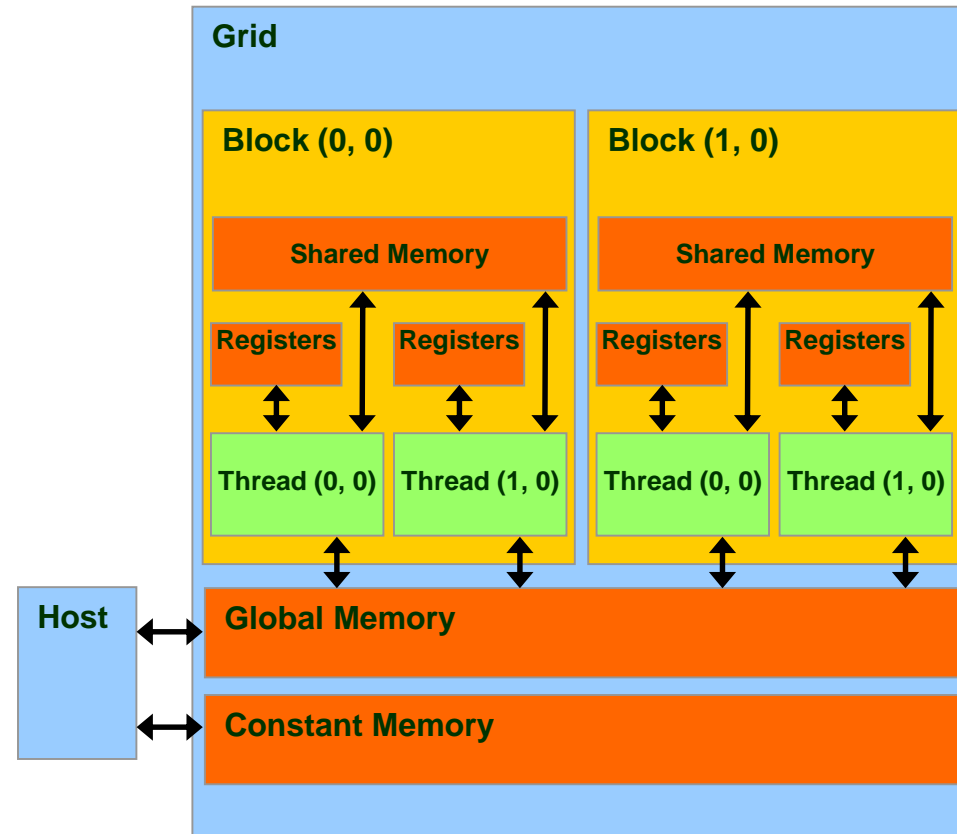 Grid
Block (0, 0)
Block (1, 0)
Shared Memory
Shared Memory
Registers
Registers
Registers
Registers
Thread (0, 0)
Thread (1, 0)
Thread (0, 0)
Thread (1, 0)
Host
Global Memory
Constant Memory